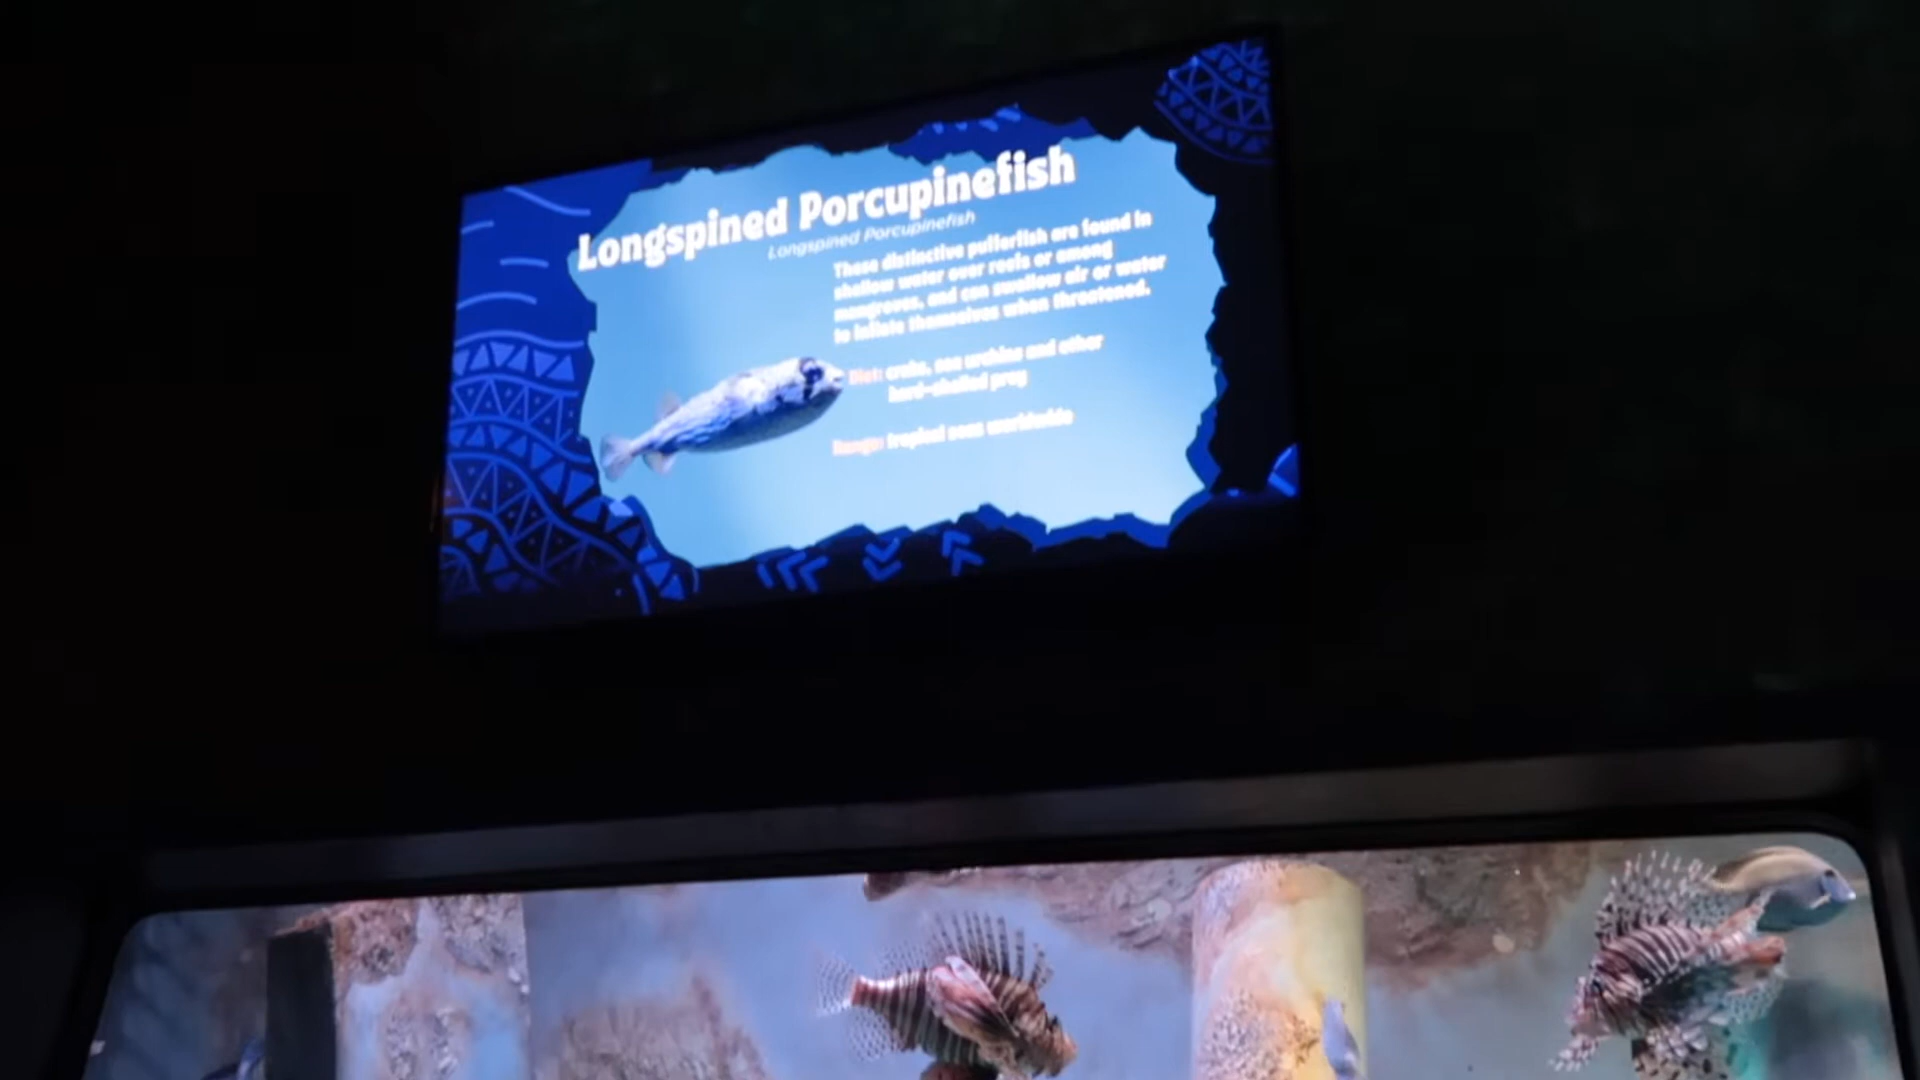 Longspined Porcupinefish
Longspined Porcupinefish
These distinctive pufferfish are found in
shallow water over reefs or among
mangroves, and can swallow air or water
to inflate themselves when threatened.
Diet: crabs, sea urchins and other
hard-shelled prey
Range: tropical seas worldwide